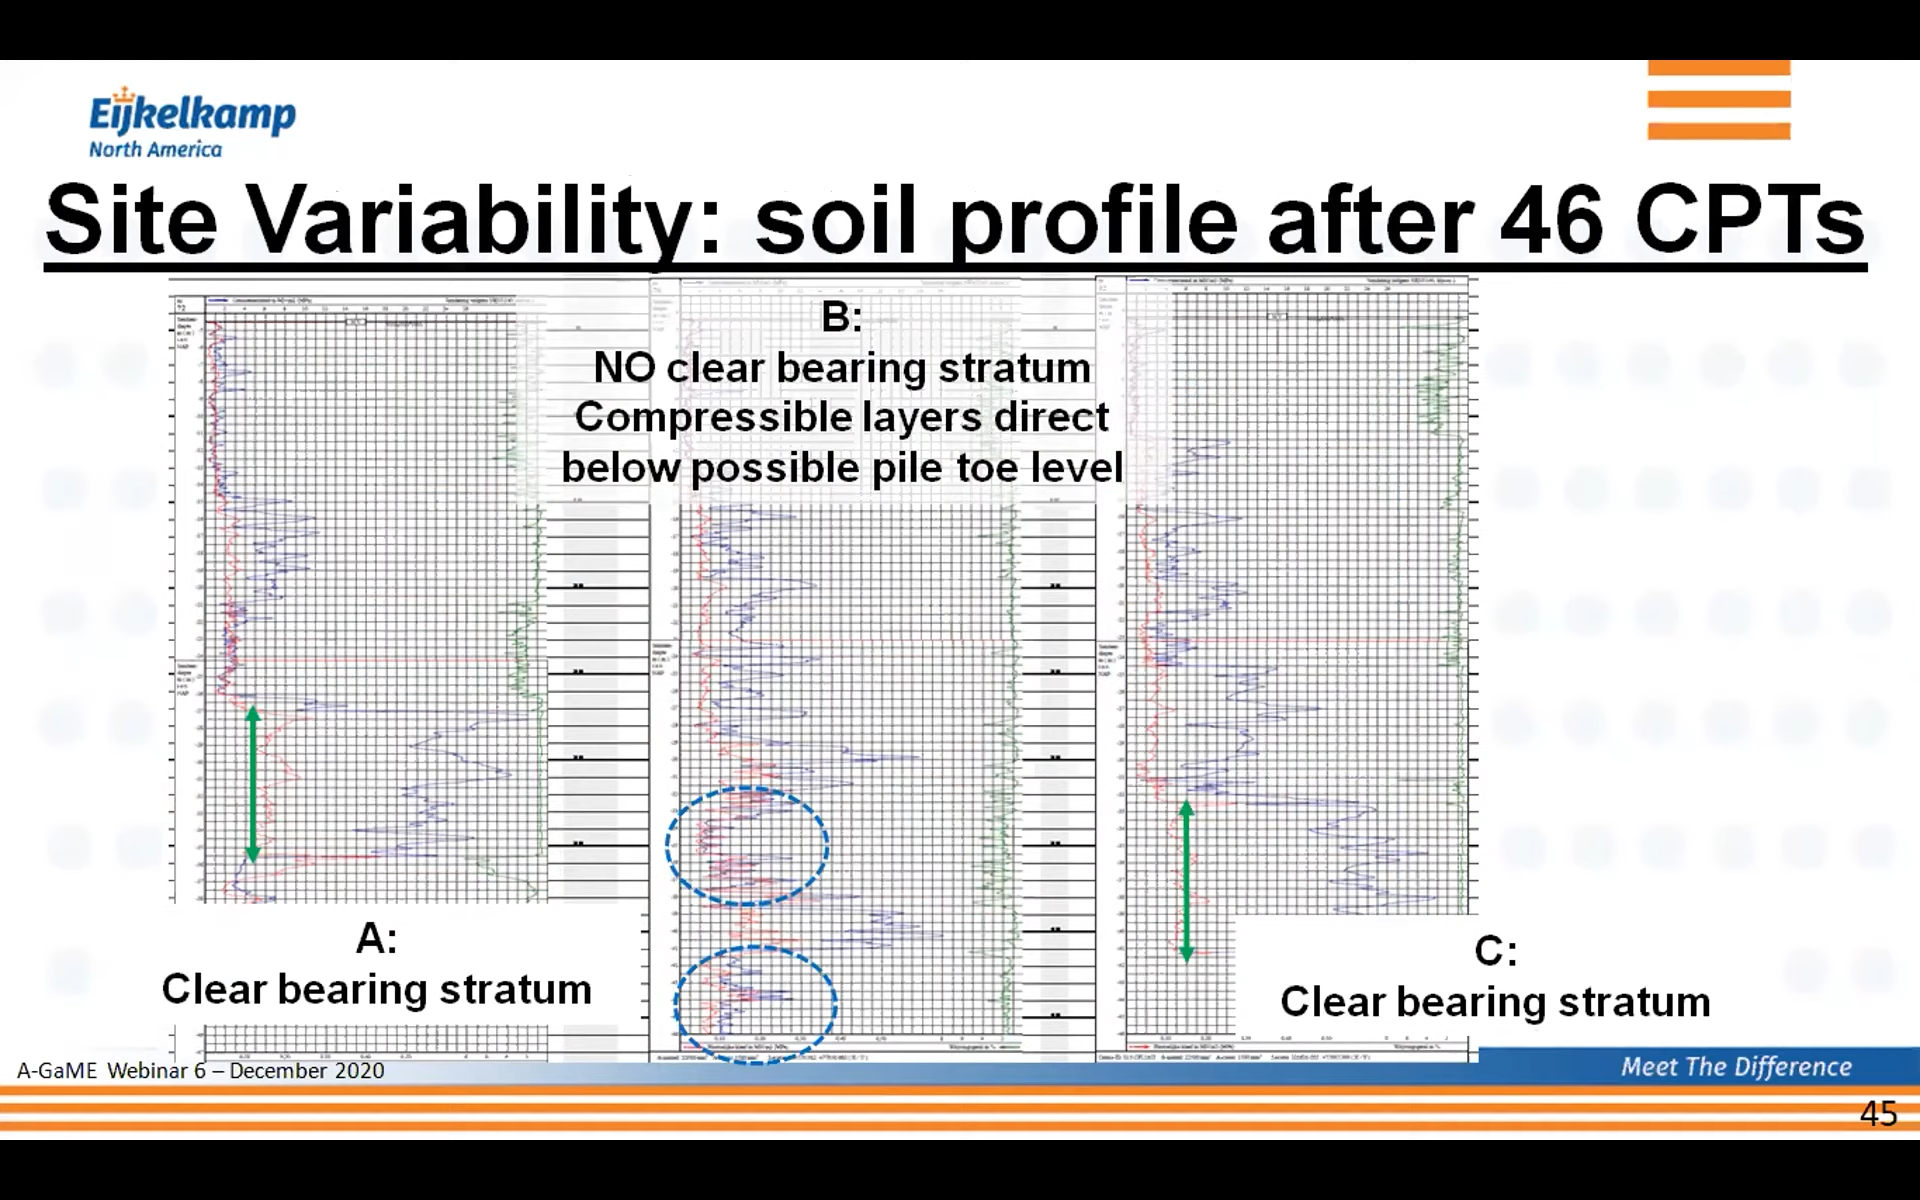 Eijkelkamp
North America
Site Variability: soil profile after 46 CPTs
B:
NO clear bearing stratum
Compressible layers direct
below possible pile toe level
A:
Clear bearing stratum
C:
Clear bearing stratum
A-GaME Webinar 6 – December 2020
Meet The Difference
45